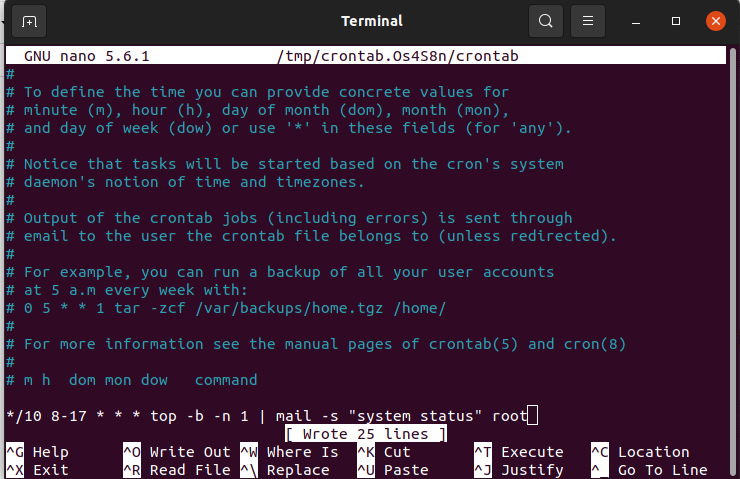 Terminal
GNU nano 5.6.1 /tmp/crontab.Os4S8n/crontab
#
# To define the time you can provide concrete values for
# minute (m), hour (h), day of month (dom), month (mon),
# and day of week (dow) or use '*' in these fields (for 'any').
#
# Notice that tasks will be started based on the cron's system
# daemon's notion of time and timezones.
#
# Output of the crontab jobs (including errors) is sent through
# email to the user the crontab file belongs to (unless redirected).
#
# For example, you can run a backup of all your user accounts
# at 5 a.m every week with:
# 0 5 * * 1 tar -zcf /var/backups/home.tgz /home/
#
# For more information see the manual pages of crontab(5) and cron(8)
#
# m h  dom mon dow   command
*/10 8-17 * * * top -b -n 1 | mail -s "system status" root
[ Wrote 25 lines ]
^G Help ^O Write Out ^W Where Is ^K Cut ^T Execute ^C Location
^X Exit ^R Read File ^\ Replace ^U Paste ^J Justify ^_ Go To Line